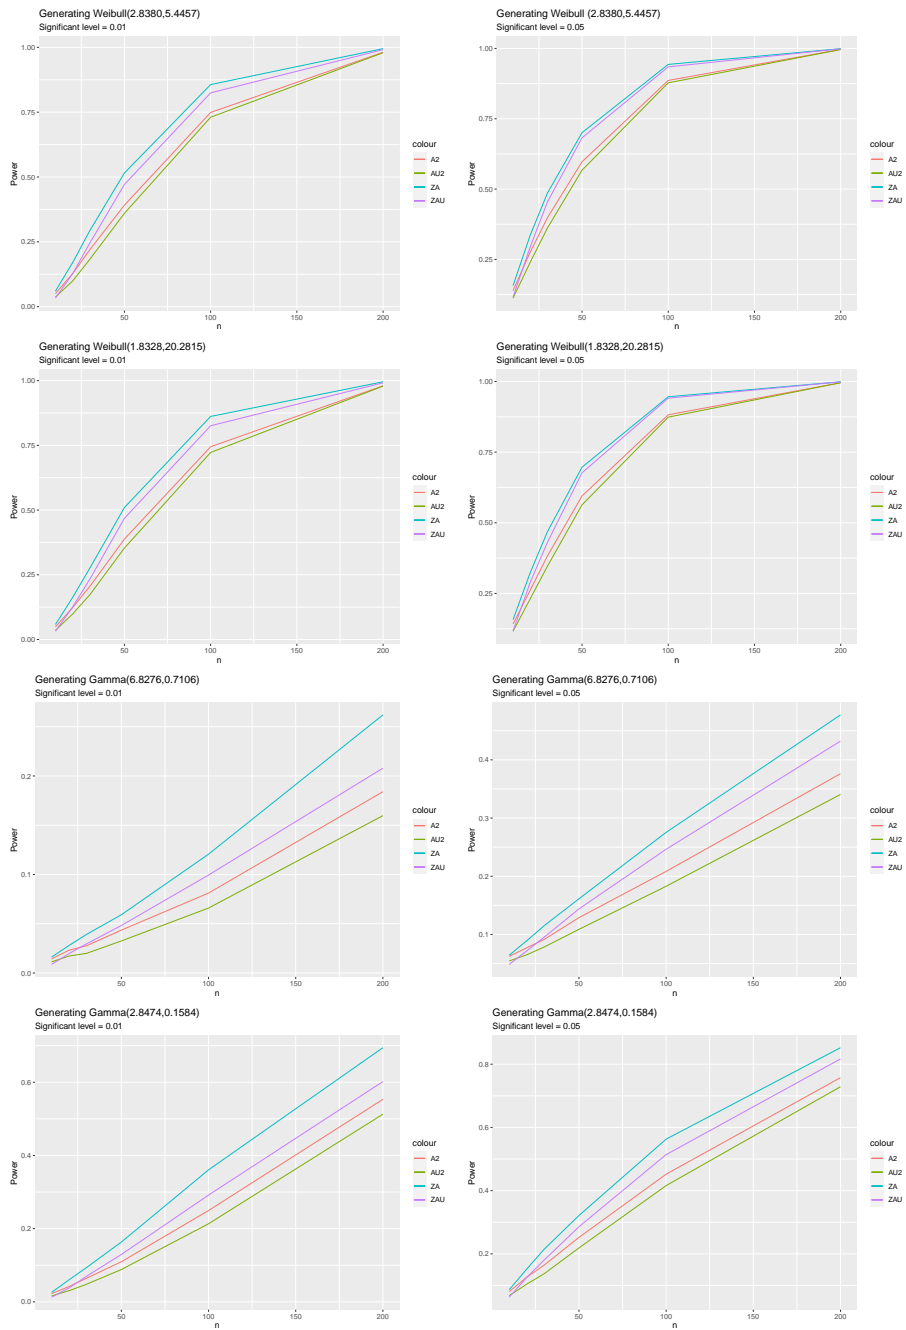 Generating Weibull(2.8380,5.4457)
Significant level = 0.01
1.00
0.75
0.50
0.25
0.00
Power
50 100 150 200
n
colour
A2
AU2
ZA
ZAU
Generating Weibull (2.8380,5.4457)
Significant level = 0.05
1.00
0.75
0.50
0.25
Power
50 100 150 200
n
colour
A2
AU2
ZA
ZAU
Generating Weibull(1.8328,20.2815)
Significant level = 0.01
1.00
0.75
0.50
0.25
0.00
Power
50 100 150 200
n
colour
A2
AU2
ZA
ZAU
Generating Weibull(1.8328,20.2815)
Significant level = 0.05
1.00
0.75
0.50
0.25
Power
50 100 150 200
n
colour
A2
AU2
ZA
ZAU
Generating Gamma(6.8276,0.7106)
Significant level = 0.01
0.2
0.1
0.0
Power
50 100 150 200
n
colour
A2
AU2
ZA
ZAU
Generating Gamma(6.8276,0.7106)
Significant level = 0.05
0.4
0.3
0.2
0.1
Power
50 100 150 200
n
colour
A2
AU2
ZA
ZAU
Generating Gamma(2.8474,0.1584)
Significant level = 0.01
0.6
0.4
0.2
0.0
Power
50 100 150 200
n
colour
A2
AU2
ZA
ZAU
Generating Gamma(2.8474,0.1584)
Significant level = 0.05
0.8
0.6
0.4
0.2
Power
50 100 150 200
n
colour
A2
AU2
ZA
ZAU